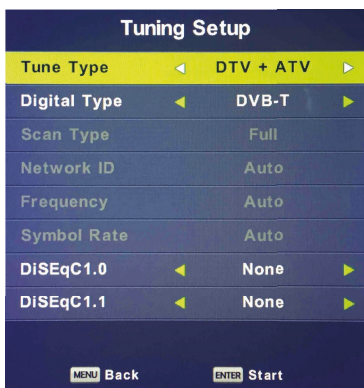 Tuning Setup
Tune Type DTV + ATV
Digital Type DVB-T
Scan Type Full
Network ID Auto
Frequency Auto
Symbol Rate Auto
DiSEqC1.0 None
DiSEqC1.1 None
MENU Back ENTER Start